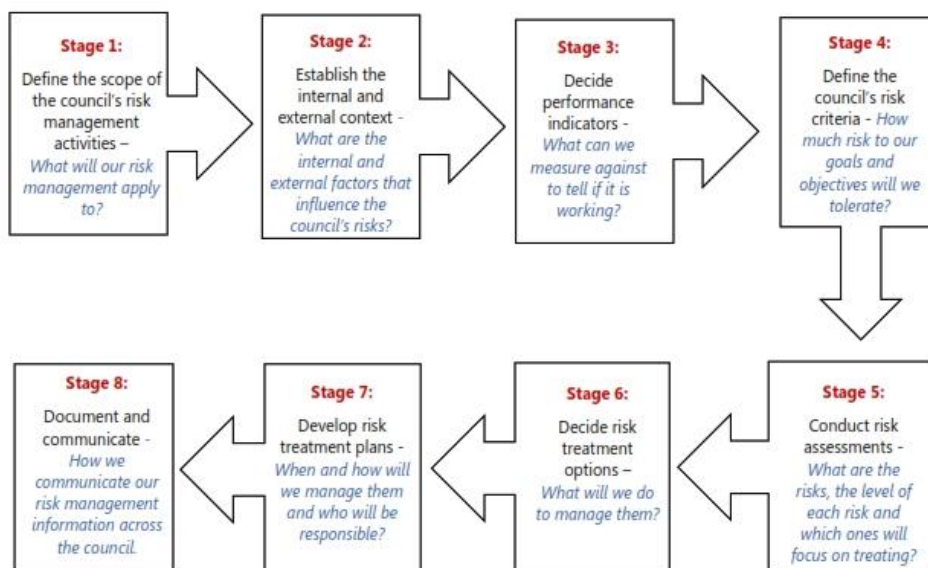 Stage 1:
Define the scope of
the council's risk
management
activities –
What will our risk
management apply
to?
Stage 2:
Establish the
internal and
external context -
What are the
internal and
external factors that
influence the
council's risks?
Stage 3:
Decide
performance
indicators -
What can we
measure against
to tell if it is
working?
Stage 4:
Define the
council's risk
criteria - How
much risk to our
goals and
objectives will we
tolerate?
Stage 5:
Conduct risk
assessments -
What are the
risks, the level of
each risk and
which ones will
focus on treating?
Stage 6:
Decide risk
treatment
options –
What will we do
to manage them?
Stage 7:
Develop risk
treatment plans -
When and how will
we manage them
and who will be
responsible?
Stage 8:
Document and
communicate -
How we
communicate our
risk management
information across
the council.